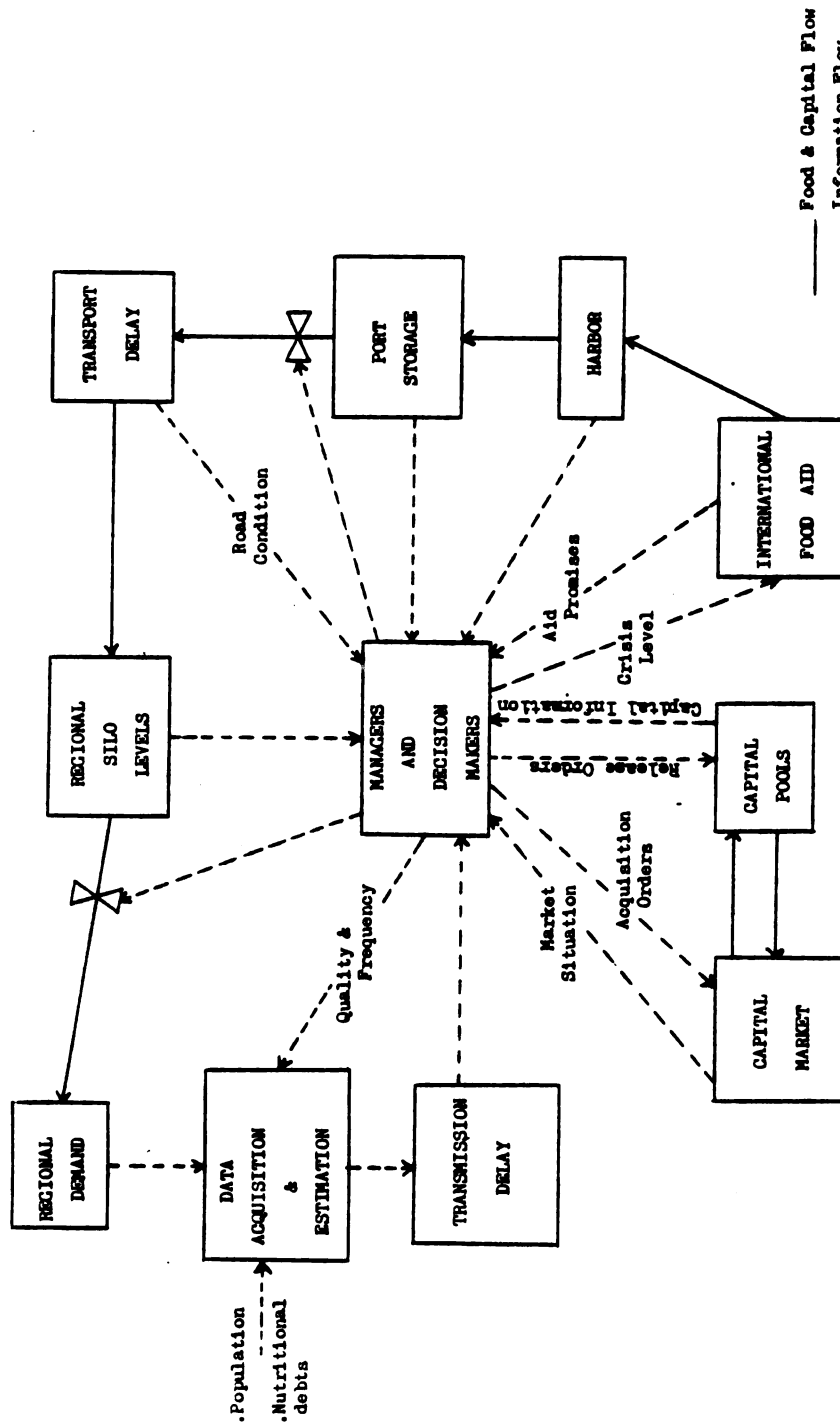 REGIONAL
DEMAND
REGIONAL
SILO
LEVELS
TRANSPORT
DELAY
.Population
.Nutritional
debts
DATA
ACQUISITION
&
ESTIMATION
Quality &
Frequency
Road
Condition
TRANSMISSION
DELAY
MANAGERS
AND
DECISION
MAKERS
PORT
STORAGE
HARBOR
Market
Situation
Acquisition
Orders
Release Orders
Capital Information
Crisis
Level
Aid Promises
CAPITAL
MARKET
CAPITAL
POOLS
INTERNATIONAL
FOOD AID
Food & Capital Flow
Information Flow